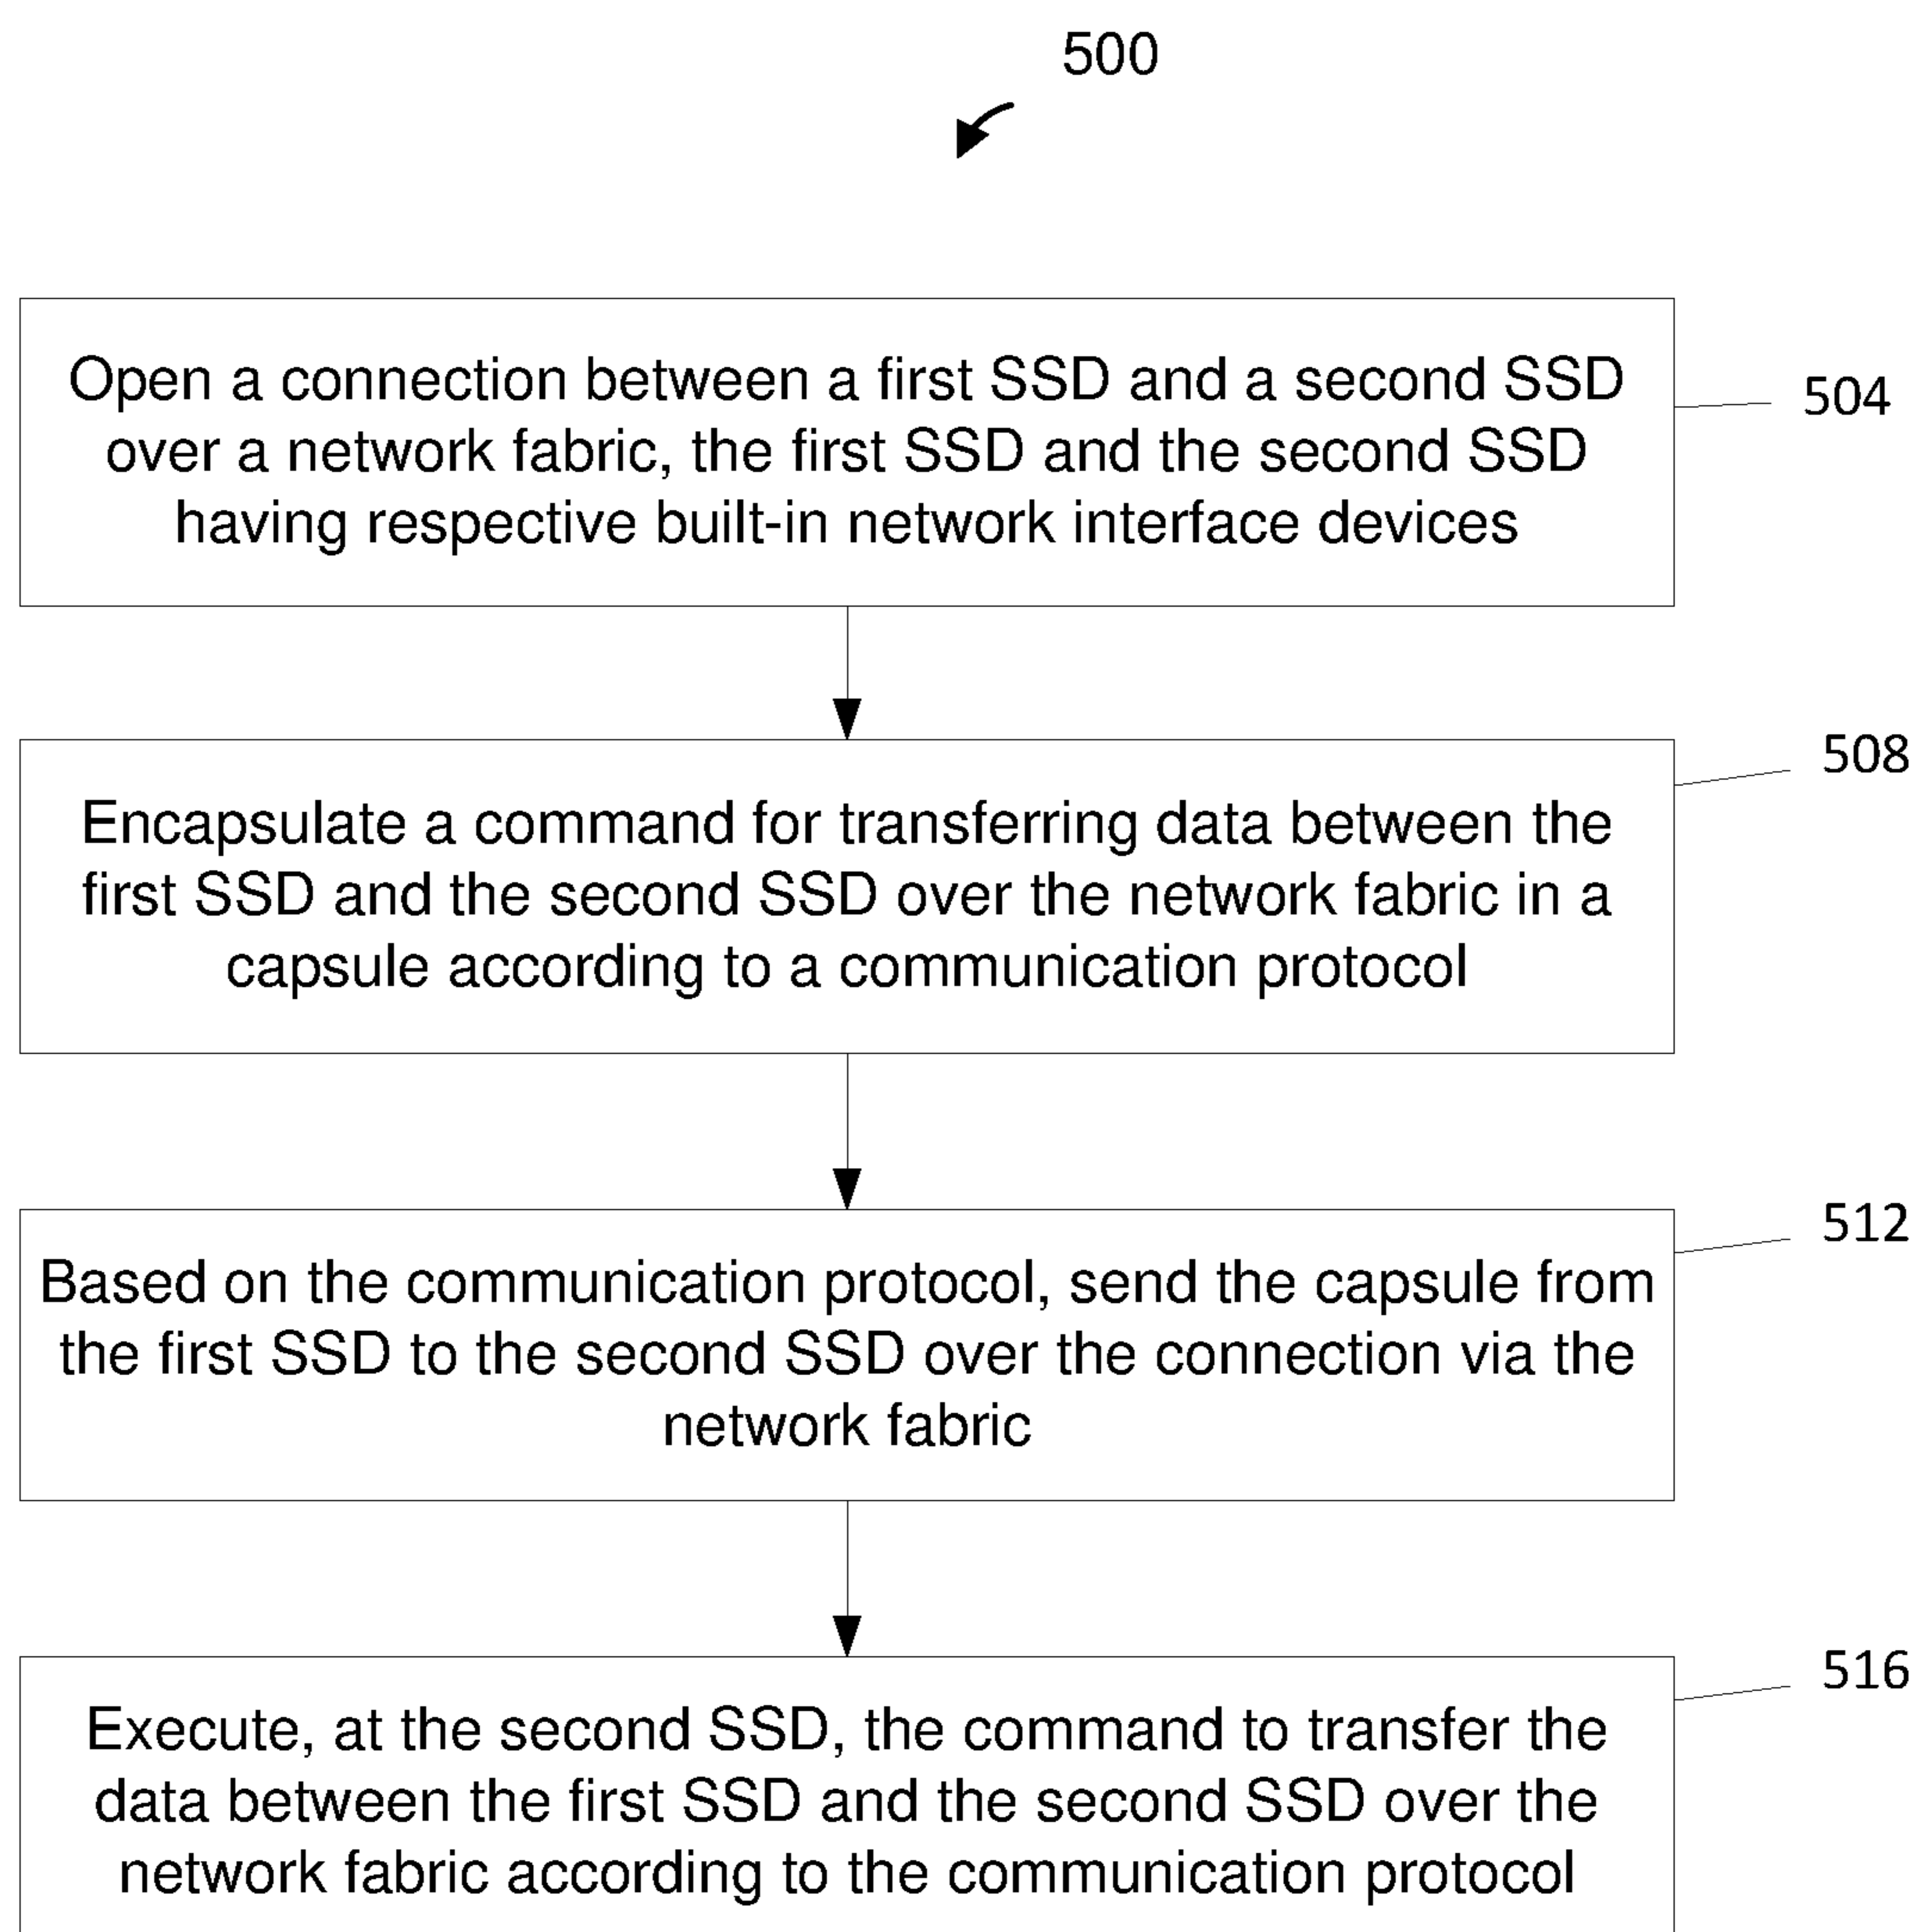 500
Open a connection between a first SSD and a second SSD
over a network fabric, the first SSD and the second SSD
having respective built-in network interface devices
504
Encapsulate a command for transferring data between the
first SSD and the second SSD over the network fabric in a
capsule according to a communication protocol
508
Based on the communication protocol, send the capsule from
the first SSD to the second SSD over the connection via the
network fabric
512
Execute, at the second SSD, the command to transfer the
data between the first SSD and the second SSD over the
network fabric according to the communication protocol
516